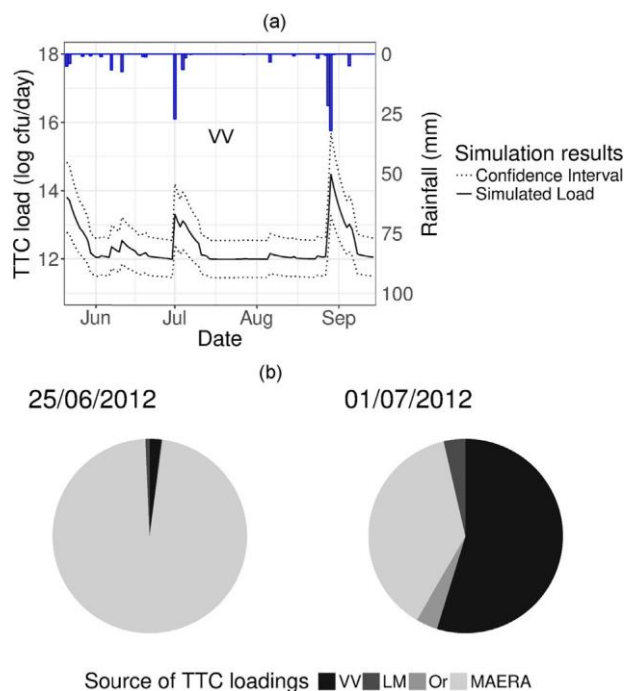 (a)
18
16
14
12
TTC load (log cfu/day)
VV
0
25
50
75
100
Rainfall (mm)
Jun Jul Aug Sep
Date
Simulation results
Confidence Interval
Simulated Load
(b)
25/06/2012 01/07/2012
Source of TTC loadings VV LM Or MAERA